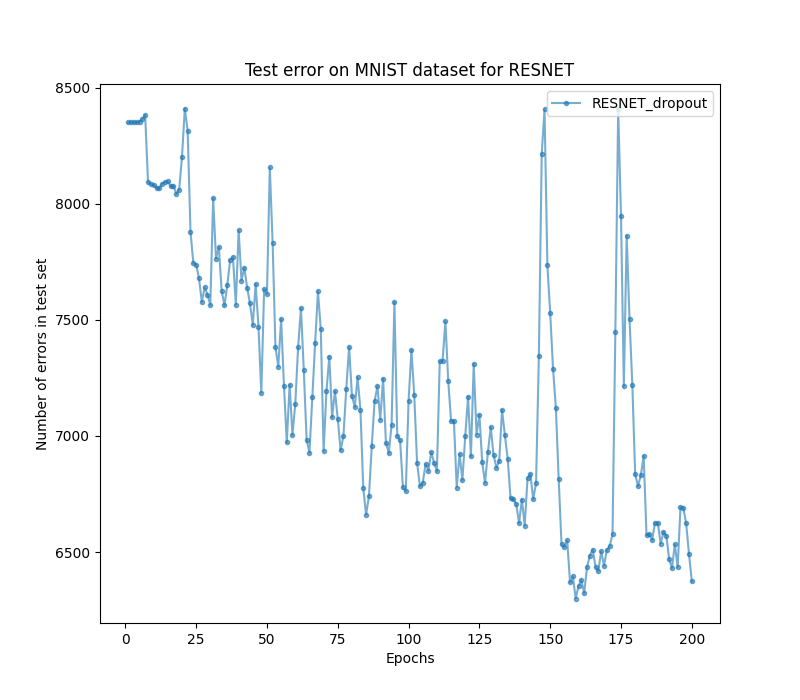 Test error on MNIST dataset for RESNET
RESNET_dropout
Number of errors in test set
8500
8000
7500
7000
6500
0 25 50 75 100 125 150 175 200
Epochs